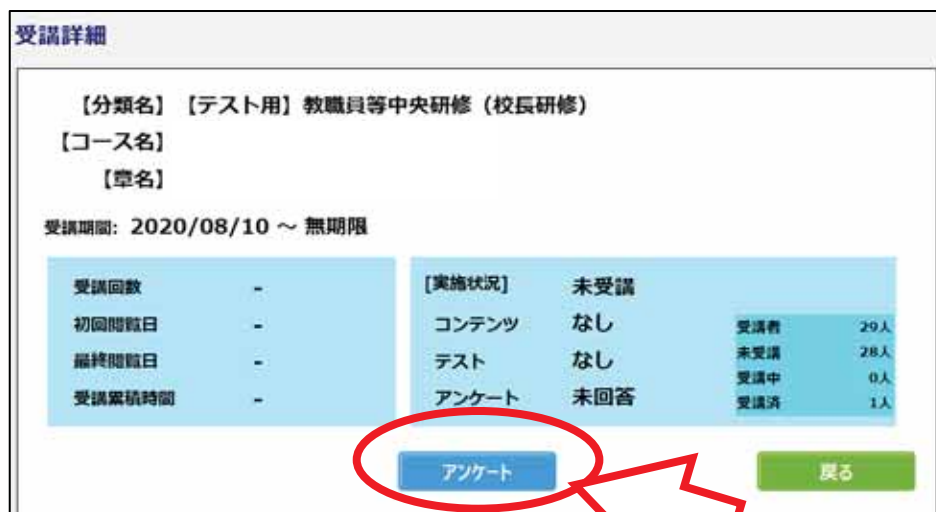 受講詳細
【分類名】【テスト用】教職員等中央研修（校長研修）
【コース名】
【章名】
受講期間: 2020/08/10 ～ 無期限
受講回数 -
初回閲覧日 -
最終閲覧日 -
受講累積時間 -
[実施状況] 未受講
コンテンツ なし
テスト なし
アンケート 未回答
受講者 29人
未受講 28人
受講中 0人
受講済 1人
アンケート
戻る